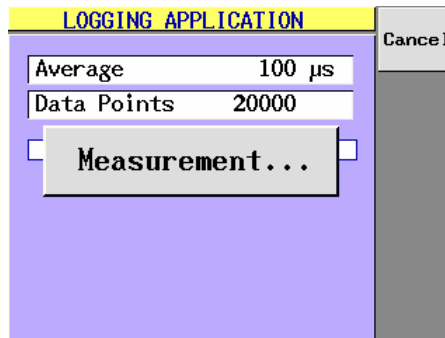 LOGGING APPLICATION
Cancel
Average 100 µs
Data Points 20000
Measurement...